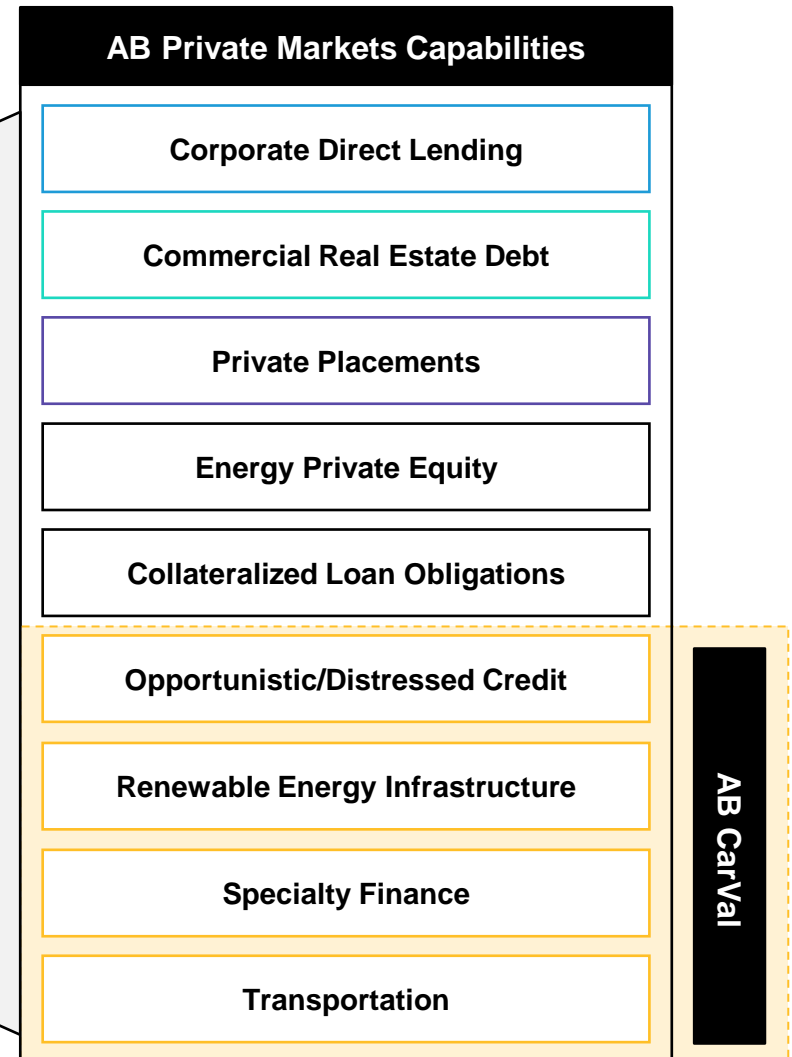 AB Private Markets Capabilities
Corporate Direct Lending
Commercial Real Estate Debt
Private Placements
Energy Private Equity
Collateralized Loan Obligations
Opportunistic/Distressed Credit
Renewable Energy Infrastructure
Specialty Finance
Transportation
AB CarVal